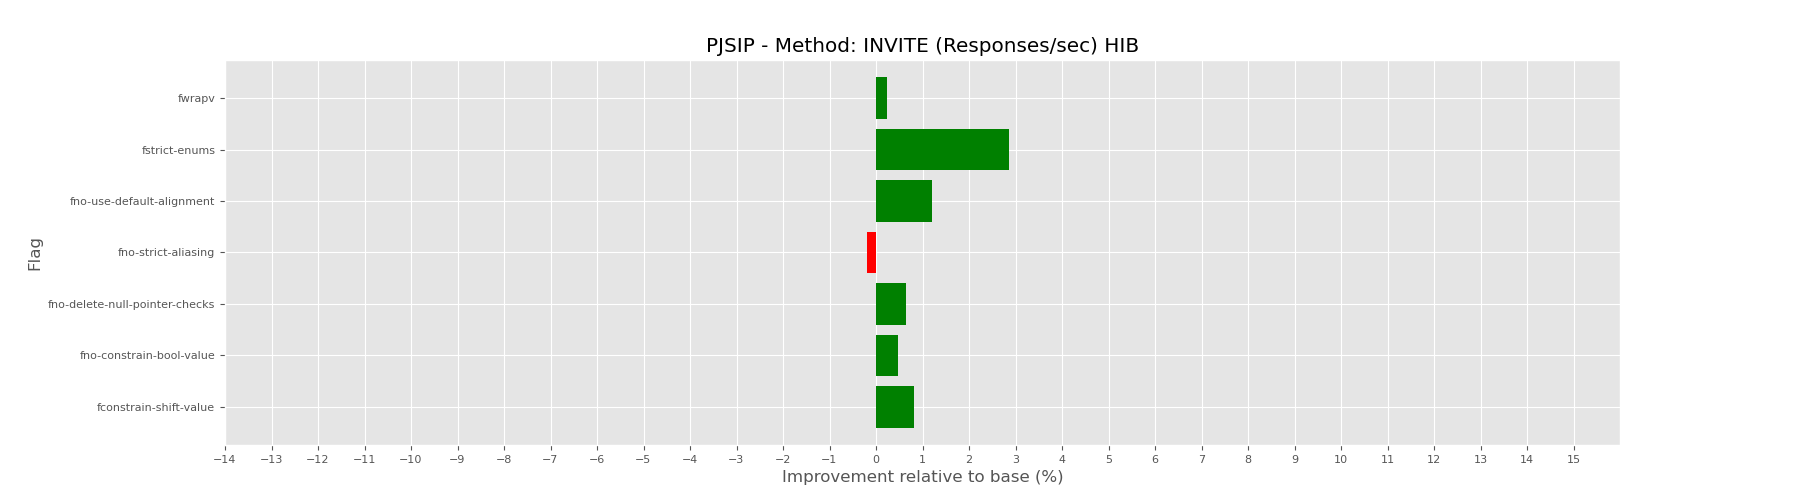 PJSIP - Method: INVITE (Responses/sec) HIB
Flag
fwrapv
fstrict-enums
fno-use-default-alignment
fno-strict-aliasing
fno-delete-null-pointer-checks
fno-constrain-bool-value
fconstrain-shift-value
−14 −13 −12 −11 −10 −9 −8 −7 −6 −5 −4 −3 −2 −1 0 1 2 3 4 5 6 7 8 9 10 11 12 13 14 15
Improvement relative to base (%)